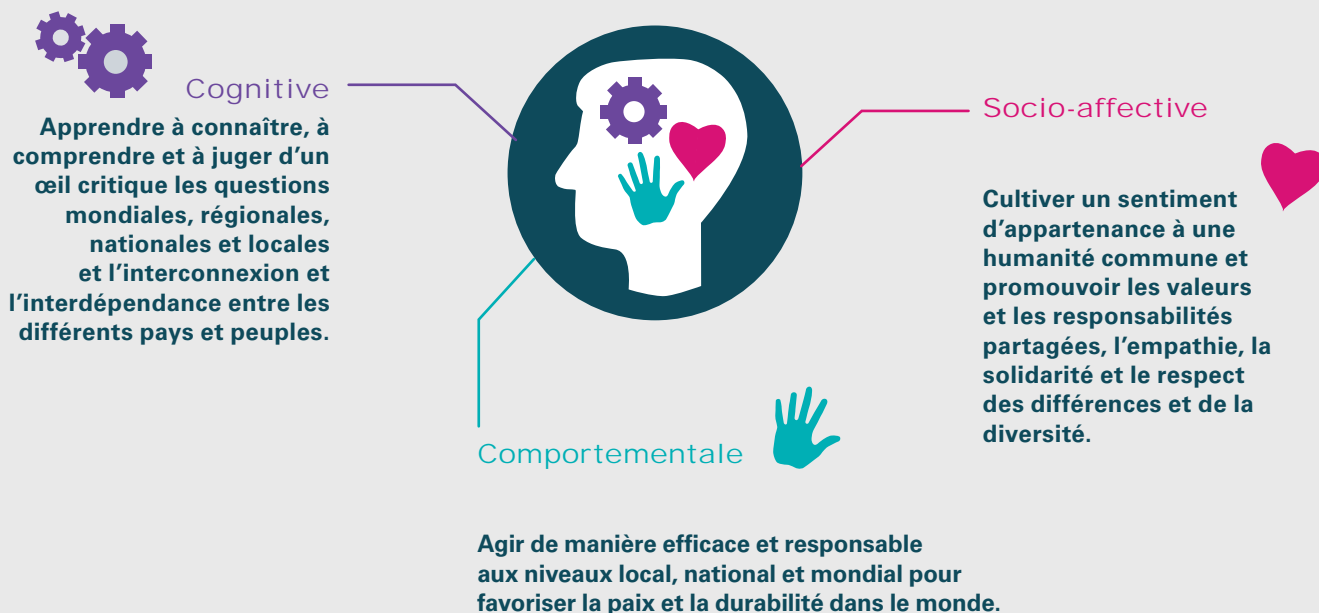 Cognitive
Apprendre à connaître, à
comprendre et à juger d’un
œil critique les questions
mondiales, régionales,
nationales et locales
et l’interconnexion et
l’interdépendance entre les
différents pays et peuples.
Socio-affective
Cultiver un sentiment
d’appartenance à une
humanité commune et
promouvoir les valeurs
et les responsabilités
partagées, l’empathie, la
solidarité et le respect
des différences et de la
diversité.
Comportementale
Agir de manière efficace et responsable
aux niveaux local, national et mondial pour
favoriser la paix et la durabilité dans le monde.